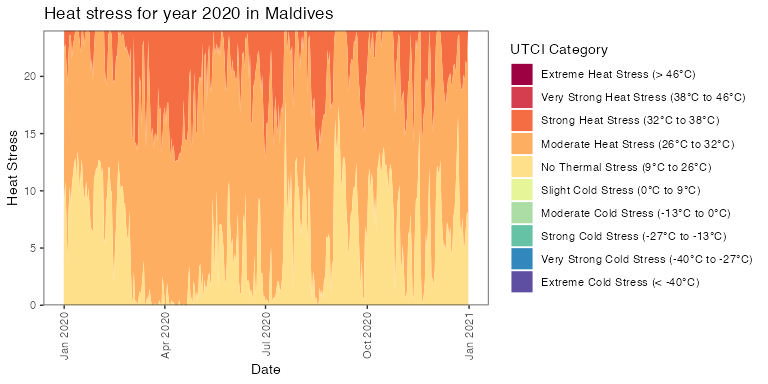 Heat stress for year 2020 in Maldives
Heat Stress
20
15
10
5
0
Jan 2020
Apr 2020
Jul 2020
Oct 2020
Jan 2021
Date
UTCI Category
Extreme Heat Stress (> 46°C)
Very Strong Heat Stress (38°C to 46°C)
Strong Heat Stress (32°C to 38°C)
Moderate Heat Stress (26°C to 32°C)
No Thermal Stress (9°C to 26°C)
Slight Cold Stress (0°C to 9°C)
Moderate Cold Stress (-13°C to 0°C)
Strong Cold Stress (-27°C to -13°C)
Very Strong Cold Stress (-40°C to -27°C)
Extreme Cold Stress (< -40°C)